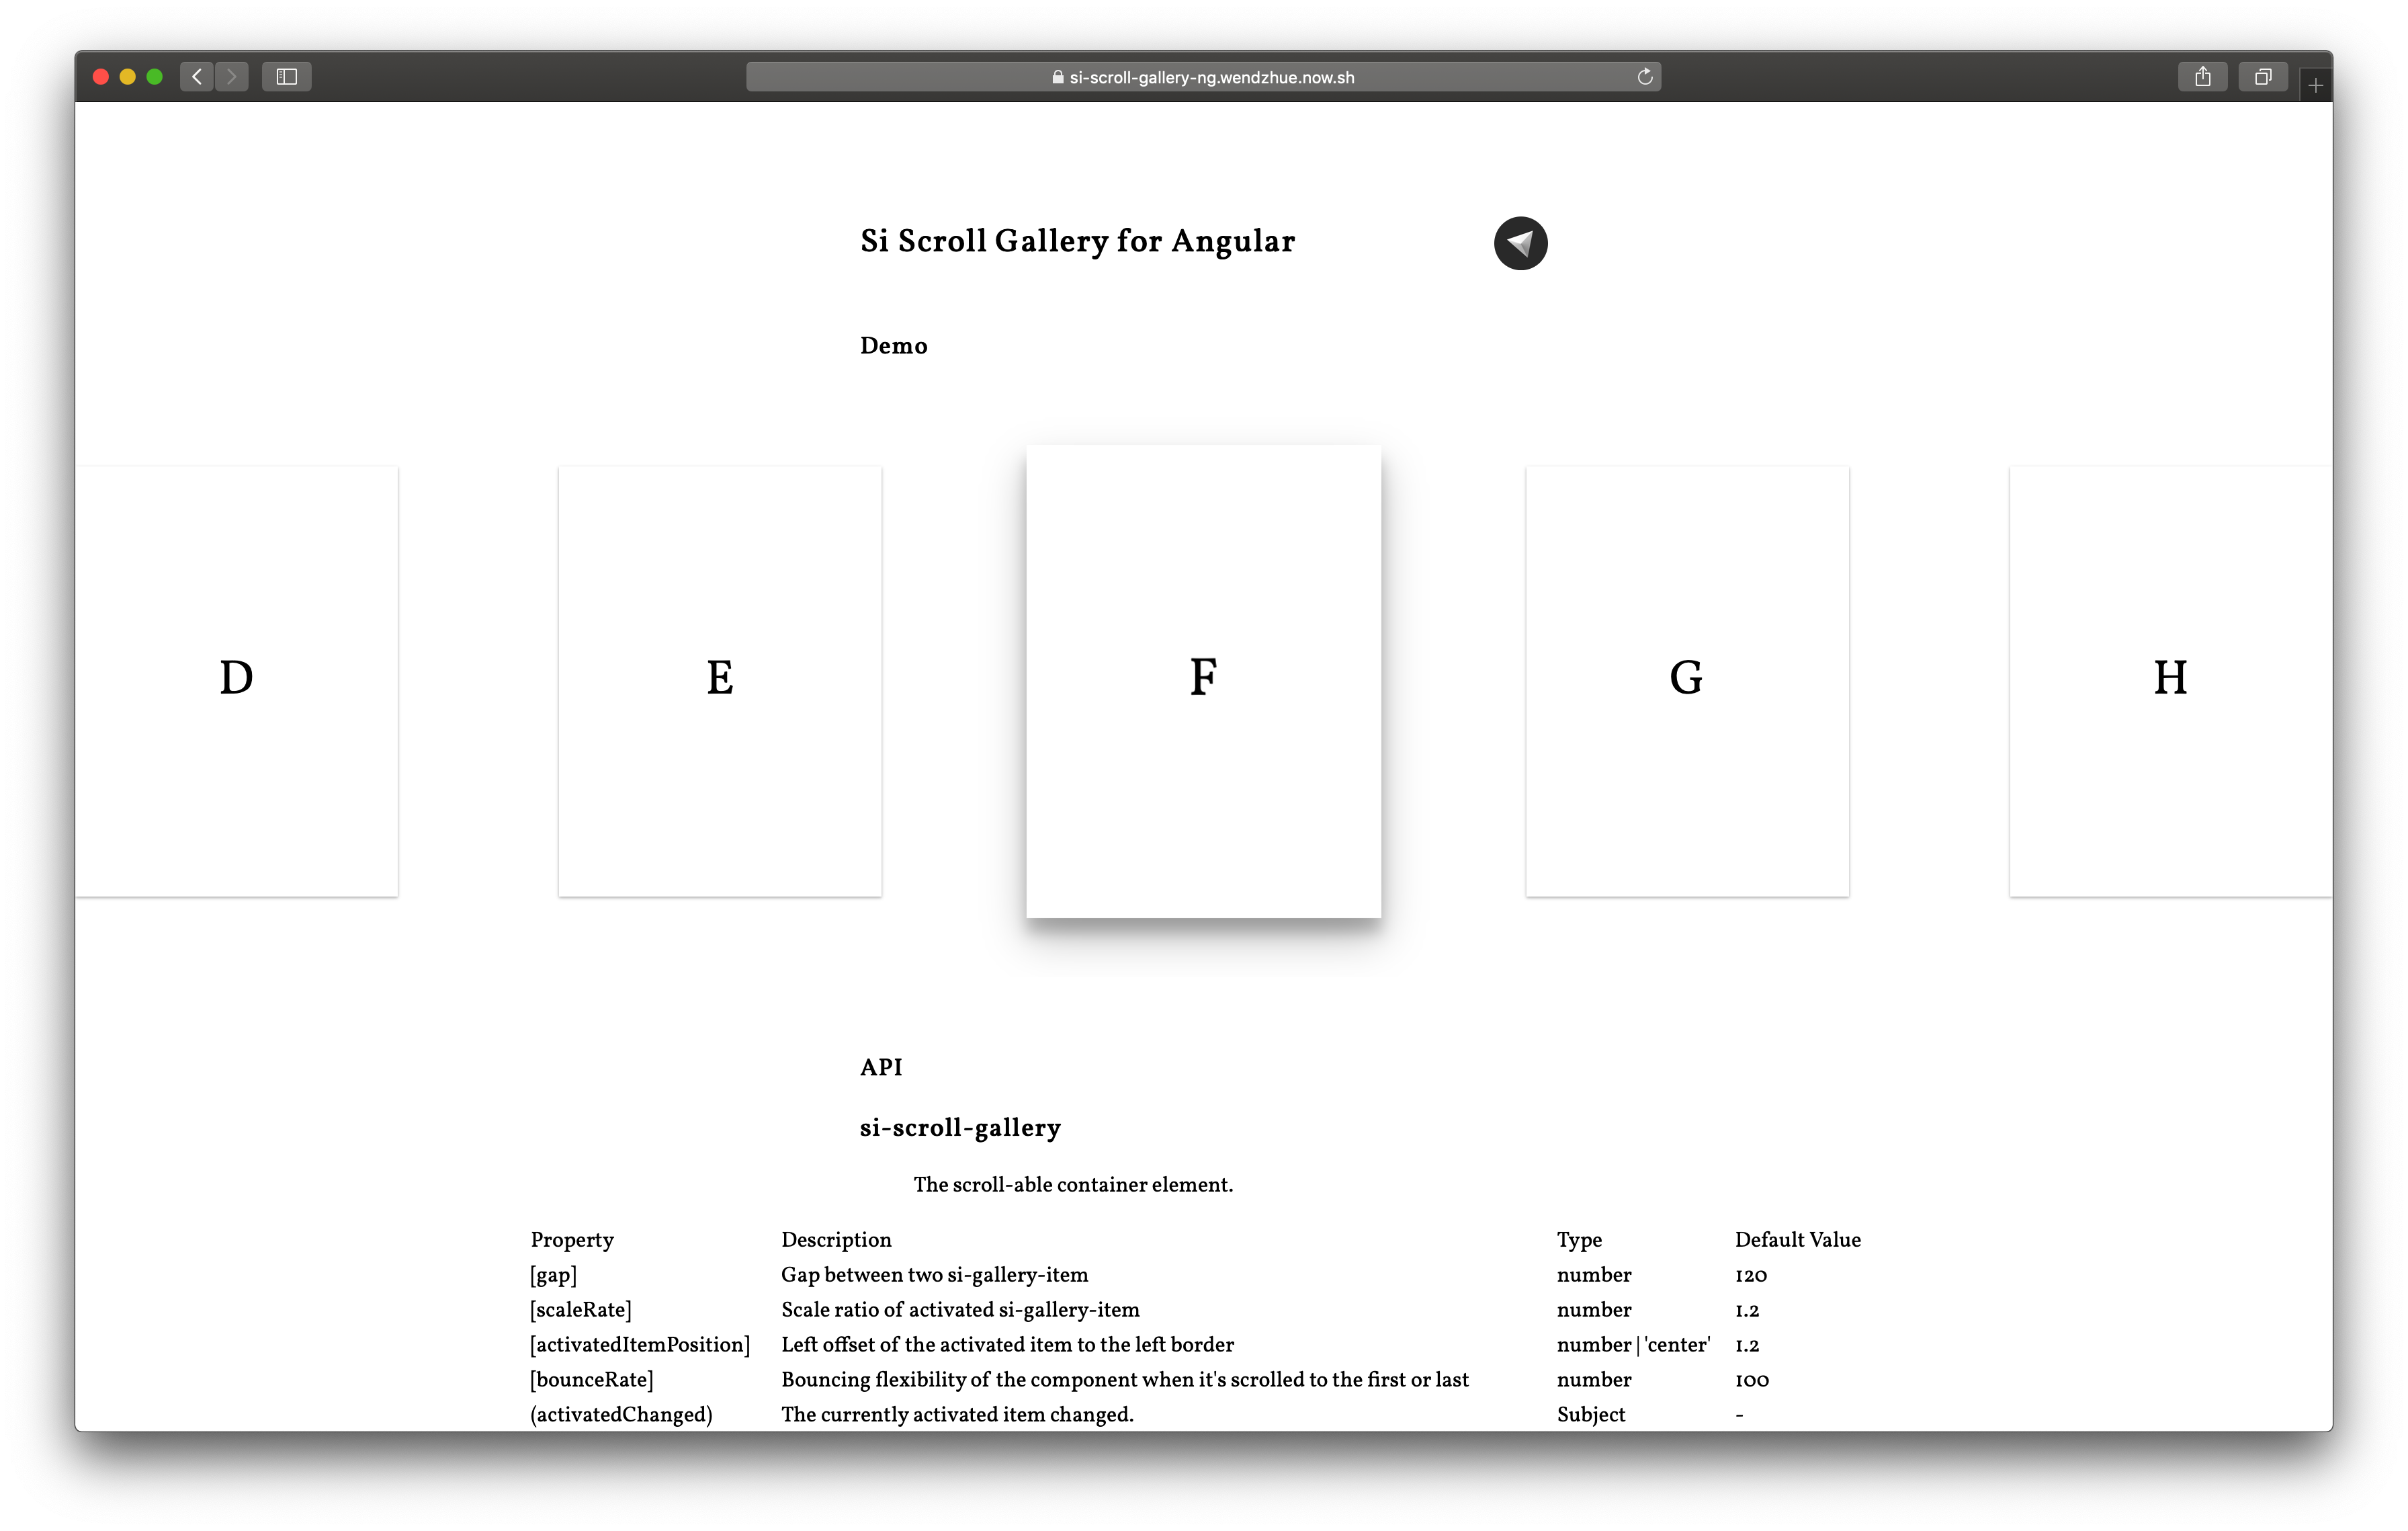 si-scroll-gallery-ng.wendzhue.now.sh
Si Scroll Gallery for Angular
Demo
D E F G H
API
si-scroll-gallery
The scroll-able container element.
Property Description Type Default Value
[gap] Gap between two si-gallery-item number 120
[scaleRate] Scale ratio of activated si-gallery-item number 1.2
[activatedItemPosition] Left offset of the activated item to the left border number | 'center' 1.2
[bounceRate] Bouncing flexibility of the component when it's scrolled to the first or last number 100
(activatedChanged) The currently activated item changed. Subject -